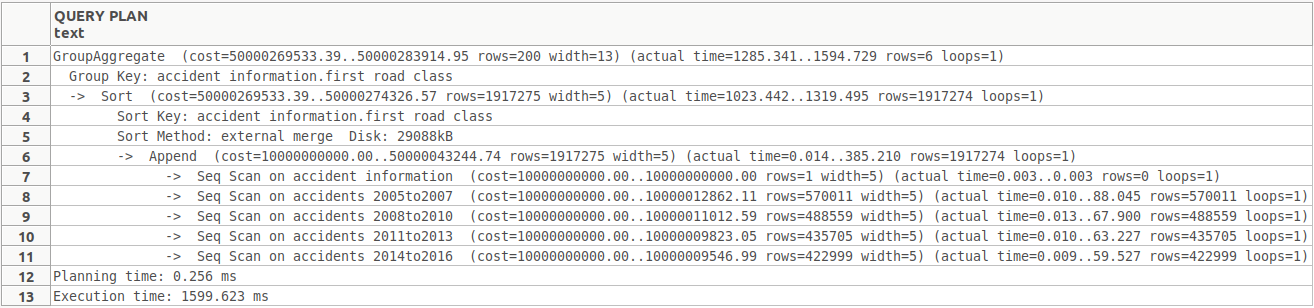 QUERY PLAN
text
1 GroupAggregate (cost=50000269533.39..50000283914.95 rows=200 width=13) (actual time=1285.341..1594.729 rows=6 loops=1)
2 Group Key: accident information.first road class
3 -> Sort (cost=50000269533.39..50000274326.57 rows=1917275 width=5) (actual time=1023.442..1319.495 rows=1917274 loops=1)
4 Sort Key: accident information.first road class
5 Sort Method: external merge Disk: 29088kB
6 -> Append (cost=10000000000.00..50000043244.74 rows=1917275 width=5) (actual time=0.014..385.210 rows=1917274 loops=1)
7 -> Seq Scan on accident information (cost=10000000000.00..10000000000.00 rows=1 width=5) (actual time=0.003..0.003 rows=0 loops=1)
8 -> Seq Scan on accidents 2005to2007 (cost=10000000000.00..10000012862.11 rows=570011 width=5) (actual time=0.010..88.045 rows=570011 loops=1)
9 -> Seq Scan on accidents 2008to2010 (cost=10000000000.00..10000011012.59 rows=488559 width=5) (actual time=0.013..67.900 rows=488559 loops=1)
10 -> Seq Scan on accidents 2011to2013 (cost=10000000000.00..10000009823.05 rows=435705 width=5) (actual time=0.010..63.227 rows=435705 loops=1)
11 -> Seq Scan on accidents 2014to2016 (cost=10000000000.00..10000009546.99 rows=422999 width=5) (actual time=0.009..59.527 rows=422999 loops=1)
12 Planning time: 0.256 ms
13 Execution time: 1599.623 ms